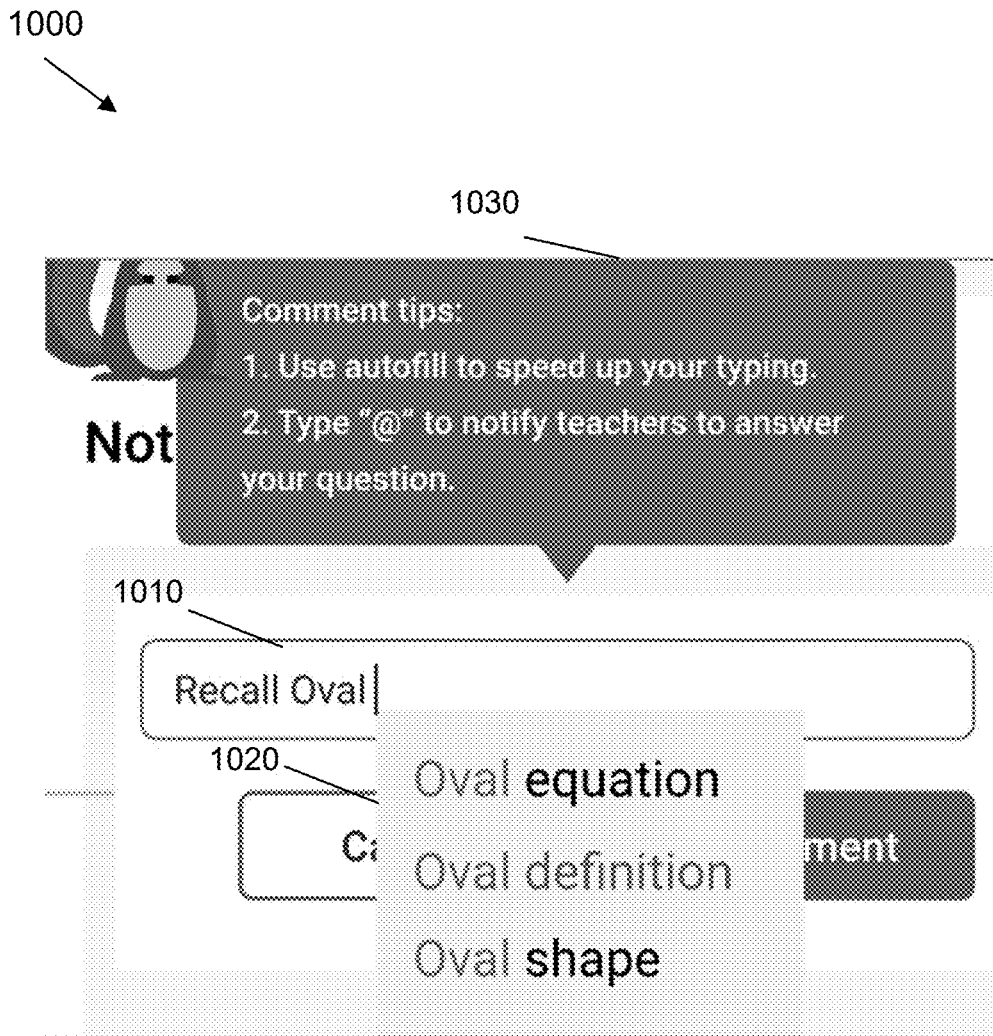 1000
1030
Comment tips:
1. Use autofill to speed up your typing.
2. Type “@” to notify teachers to answer
your question.
Not
1010
Recall Oval
1020
Oval equation
Ca
ment
Oval definition
Oval shape